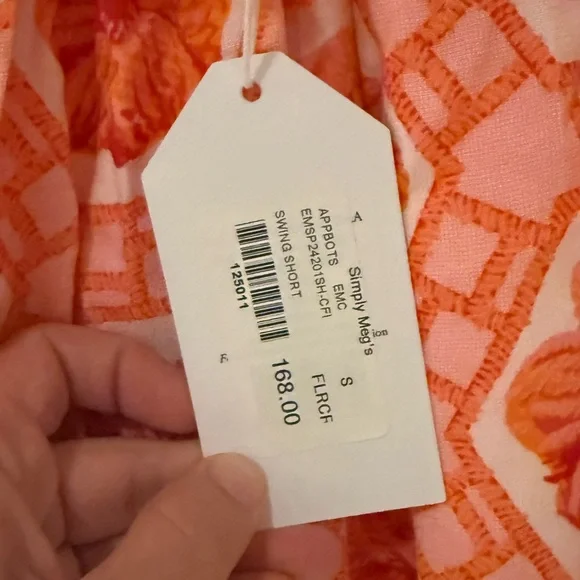 Simply Meg's
APPBOTS EMC
EMSP24201SH-CFI
SWING SHORT
125011
S
FLRCF
168.00